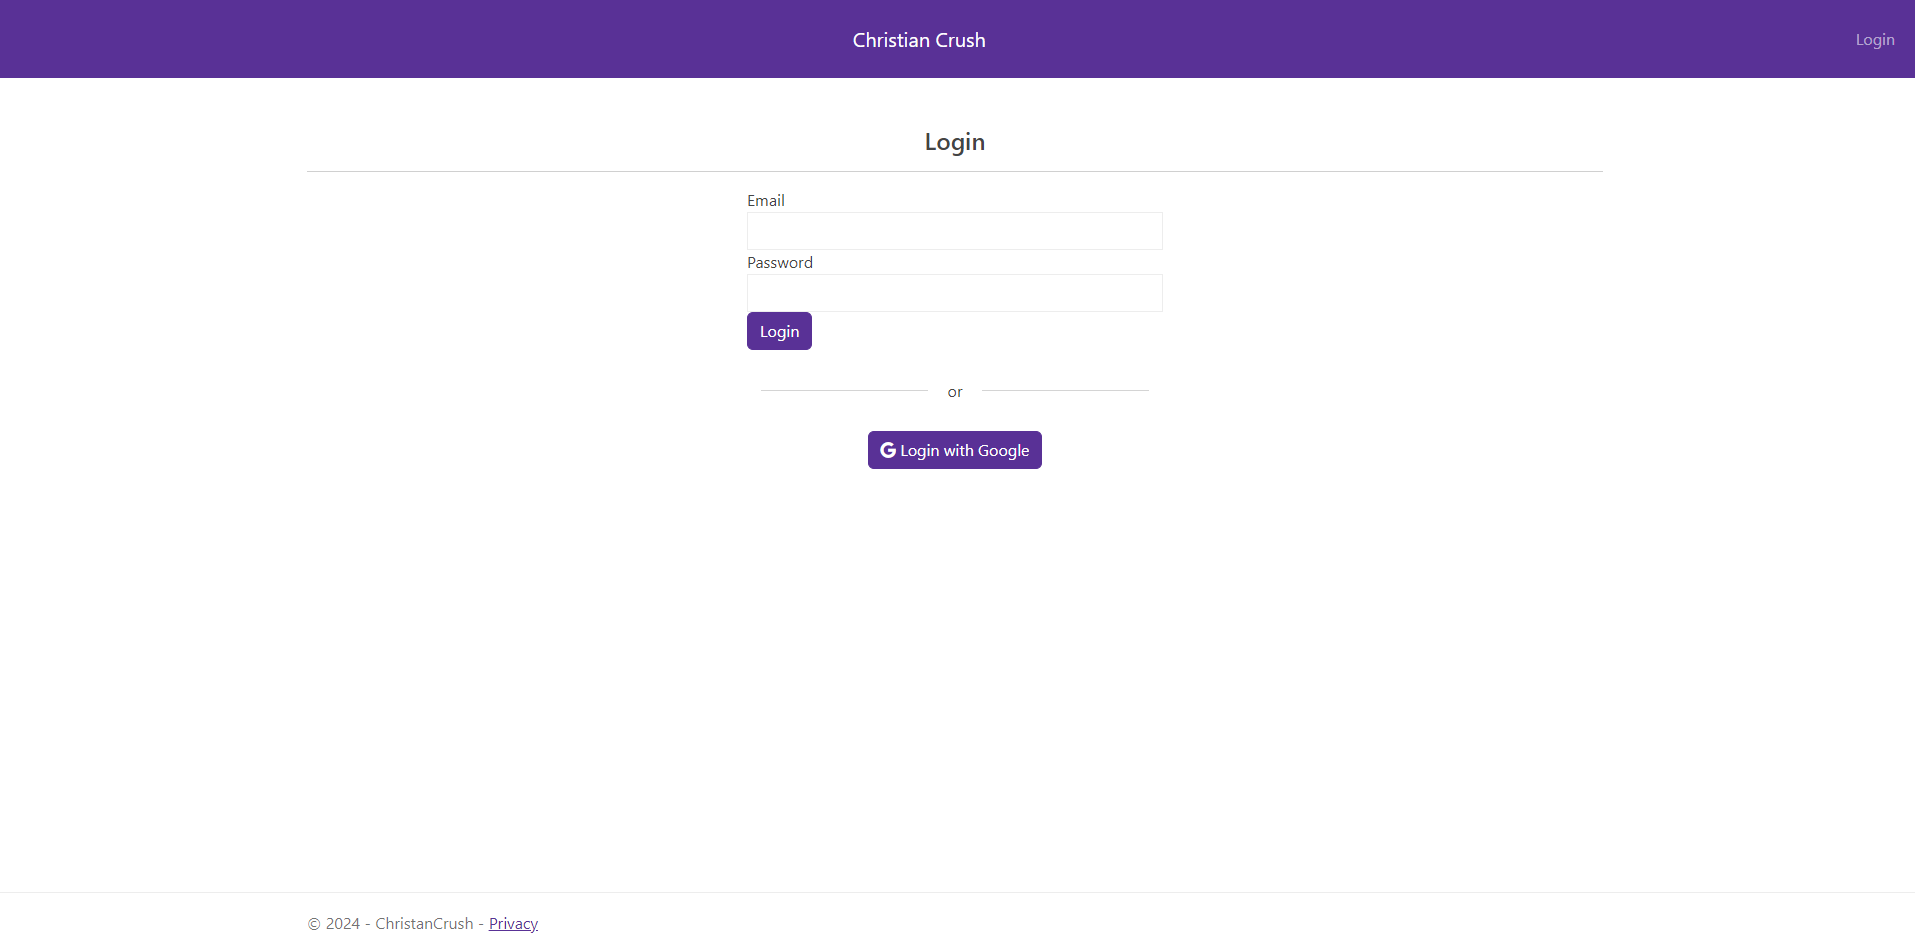 Christian Crush
Login
Login
Email
Password
Login
or
Login with Google
© 2024 - ChristanCrush - Privacy